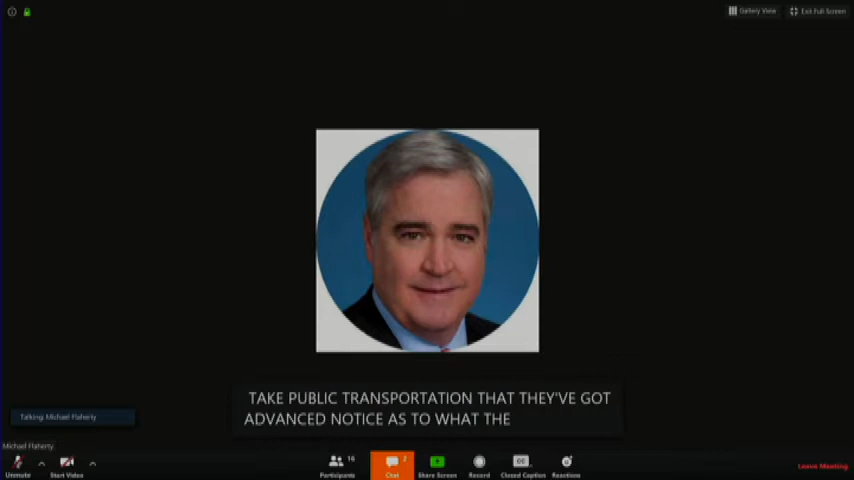 Gallery View
Exit Full Screen
TAKE PUBLIC TRANSPORTATION THAT THEY'VE GOT
ADVANCED NOTICE AS TO WHAT THE
Talking: Michael Flaherty
Michael Flaherty
Unmute
Start Video
Participants
16
Chat
2
Share Screen
Record
CC
Closed Caption
Reactions
Leave Meeting